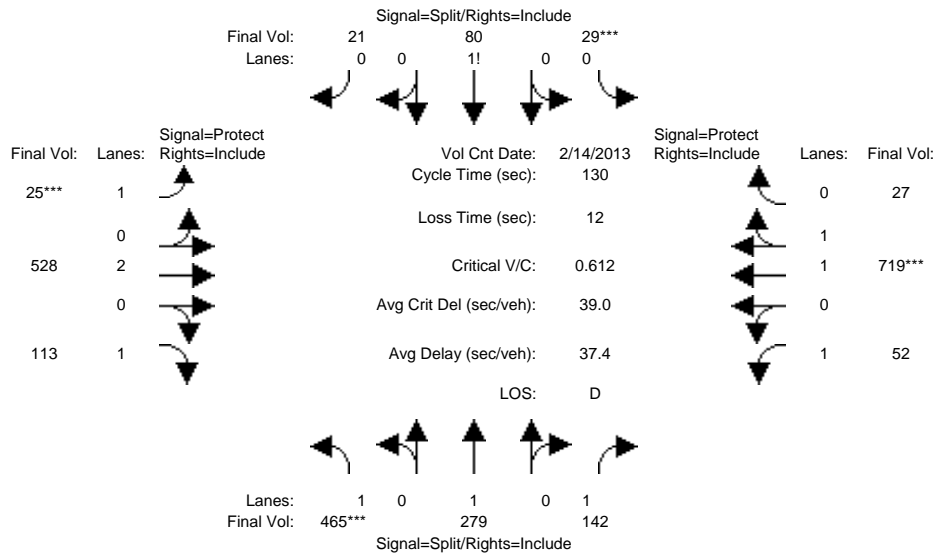 Signal=Split/Rights=Include
Final Vol: 21 80 29***
Lanes: 0 0 1! 0 0
Signal=Protect Signal=Protect
Final Vol: Lanes: Rights=Include Vol Cnt Date: 2/14/2013 Rights=Include Lanes: Final Vol:
Cycle Time (sec): 130
25*** 1 0 27
Loss Time (sec): 12
0 1
528 2 Critical V/C: 0.612 1 719***
0 Avg Crit Del (sec/veh): 39.0 0
113 1 Avg Delay (sec/veh): 37.4 1 52
LOS: D
Lanes: 1 0 1 0 1
Final Vol: 465*** 279 142
Signal=Split/Rights=Include